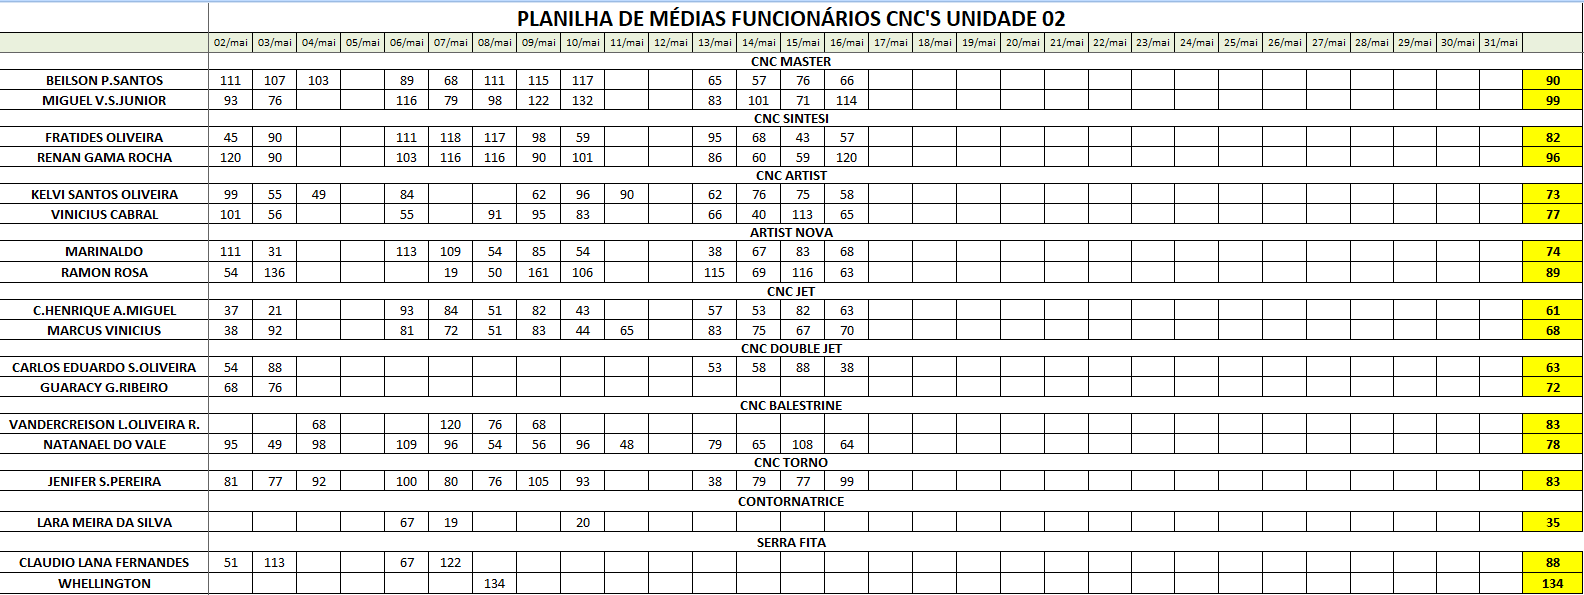 PLANILHA DE MÉDIAS FUNCIONÁRIOS CNC'S UNIDADE 02
02/mai 03/mai 04/mai 05/mai 06/mai 07/mai 08/mai 09/mai 10/mai 11/mai 12/mai 13/mai 14/mai 15/mai 16/mai 17/mai 18/mai 19/mai 20/mai 21/mai 22/mai 23/mai 24/mai 25/mai 26/mai 27/mai 28/mai 29/mai 30/mai 31/mai
CNC MASTER
BEILSON P.SANTOS 111 107 103 89 68 111 115 117 65 57 76 66 90
MIGUEL V.S.JUNIOR 93 76 116 79 98 122 132 83 101 71 114 99
CNC SINTESI
FRATIDES OLIVEIRA 45 90 111 118 117 98 59 95 68 43 57 82
RENAN GAMA ROCHA 120 90 103 116 116 90 101 86 60 59 120 96
CNC ARTIST
KELVI SANTOS OLIVEIRA 99 55 49 84 62 96 90 62 76 75 58 73
VINICIUS CABRAL 101 56 55 91 95 83 66 40 113 65 77
ARTIST NOVA
MARINALDO 111 31 113 109 54 85 54 38 67 83 68 74
RAMON ROSA 54 136 19 50 161 106 115 69 116 63 89
CNC JET
C.HENRIQUE A.MIGUEL 37 21 93 84 51 82 43 57 53 82 63 61
MARCUS VINICIUS 38 92 81 72 51 83 44 65 83 75 67 70 68
CNC DOUBLE JET
CARLOS EDUARDO S.OLIVEIRA 54 88 53 58 88 38 63
GUARACY G.RIBEIRO 68 76 72
CNC BALESTRINE
VANDERCREISON L.OLIVEIRA R. 68 120 76 68 83
NATANAEL DO VALE 95 49 98 109 96 54 56 96 48 79 65 108 64 78
CNC TORNO
JENIFER S.PEREIRA 81 77 92 100 80 76 105 93 38 79 77 99 83
CONTORNATRICE
LARA MEIRA DA SILVA 67 19 20 35
SERRA FITA
CLAUDIO LANA FERNANDES 51 113 67 122 88
WHELLINGTON 134 134